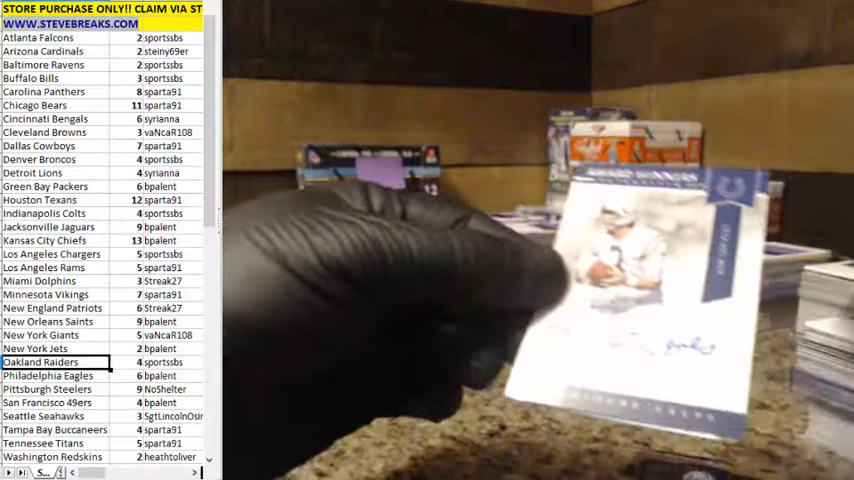 STORE PURCHASE ONLY!! CLAIM VIA ST
WWW.STEVEBREAKS.COM
Atlanta Falcons 2 sportssbs
Arizona Cardinals 2 steiny69er
Baltimore Ravens 2 sportssbs
Buffalo Bills 3 sportssbs
Carolina Panthers 8 sparta91
Chicago Bears 11 sparta91
Cincinnati Bengals 6 syrianna
Cleveland Browns 3 vaNcaR108
Dallas Cowboys 7 sparta91
Denver Broncos 4 sportssbs
Detroit Lions 4 syrianna
Green Bay Packers 6 bpalent
Houston Texans 12 sparta91
Indianapolis Colts 4 sportssbs
Jacksonville Jaguars 9 bpalent
Kansas City Chiefs 13 bpalent
Los Angeles Chargers 5 sportssbs
Los Angeles Rams 5 sparta91
Miami Dolphins 3 Streak27
Minnesota Vikings 7 sparta91
New England Patriots 6 Streak27
New Orleans Saints 9 bpalent
New York Giants 5 vaNcaR108
New York Jets 2 bpalent
Oakland Raiders 4 sportssbs
Philadelphia Eagles 6 bpalent
Pittsburgh Steelers 9 NoShelter
San Francisco 49ers 4 bpalent
Seattle Seahawks 3 SgtLincolnOsir
Tampa Bay Buccaneers 4 sparta91
Tennessee Titans 5 sparta91
Washington Redskins 2 heathtoliver
S...
AWARD WINNERS